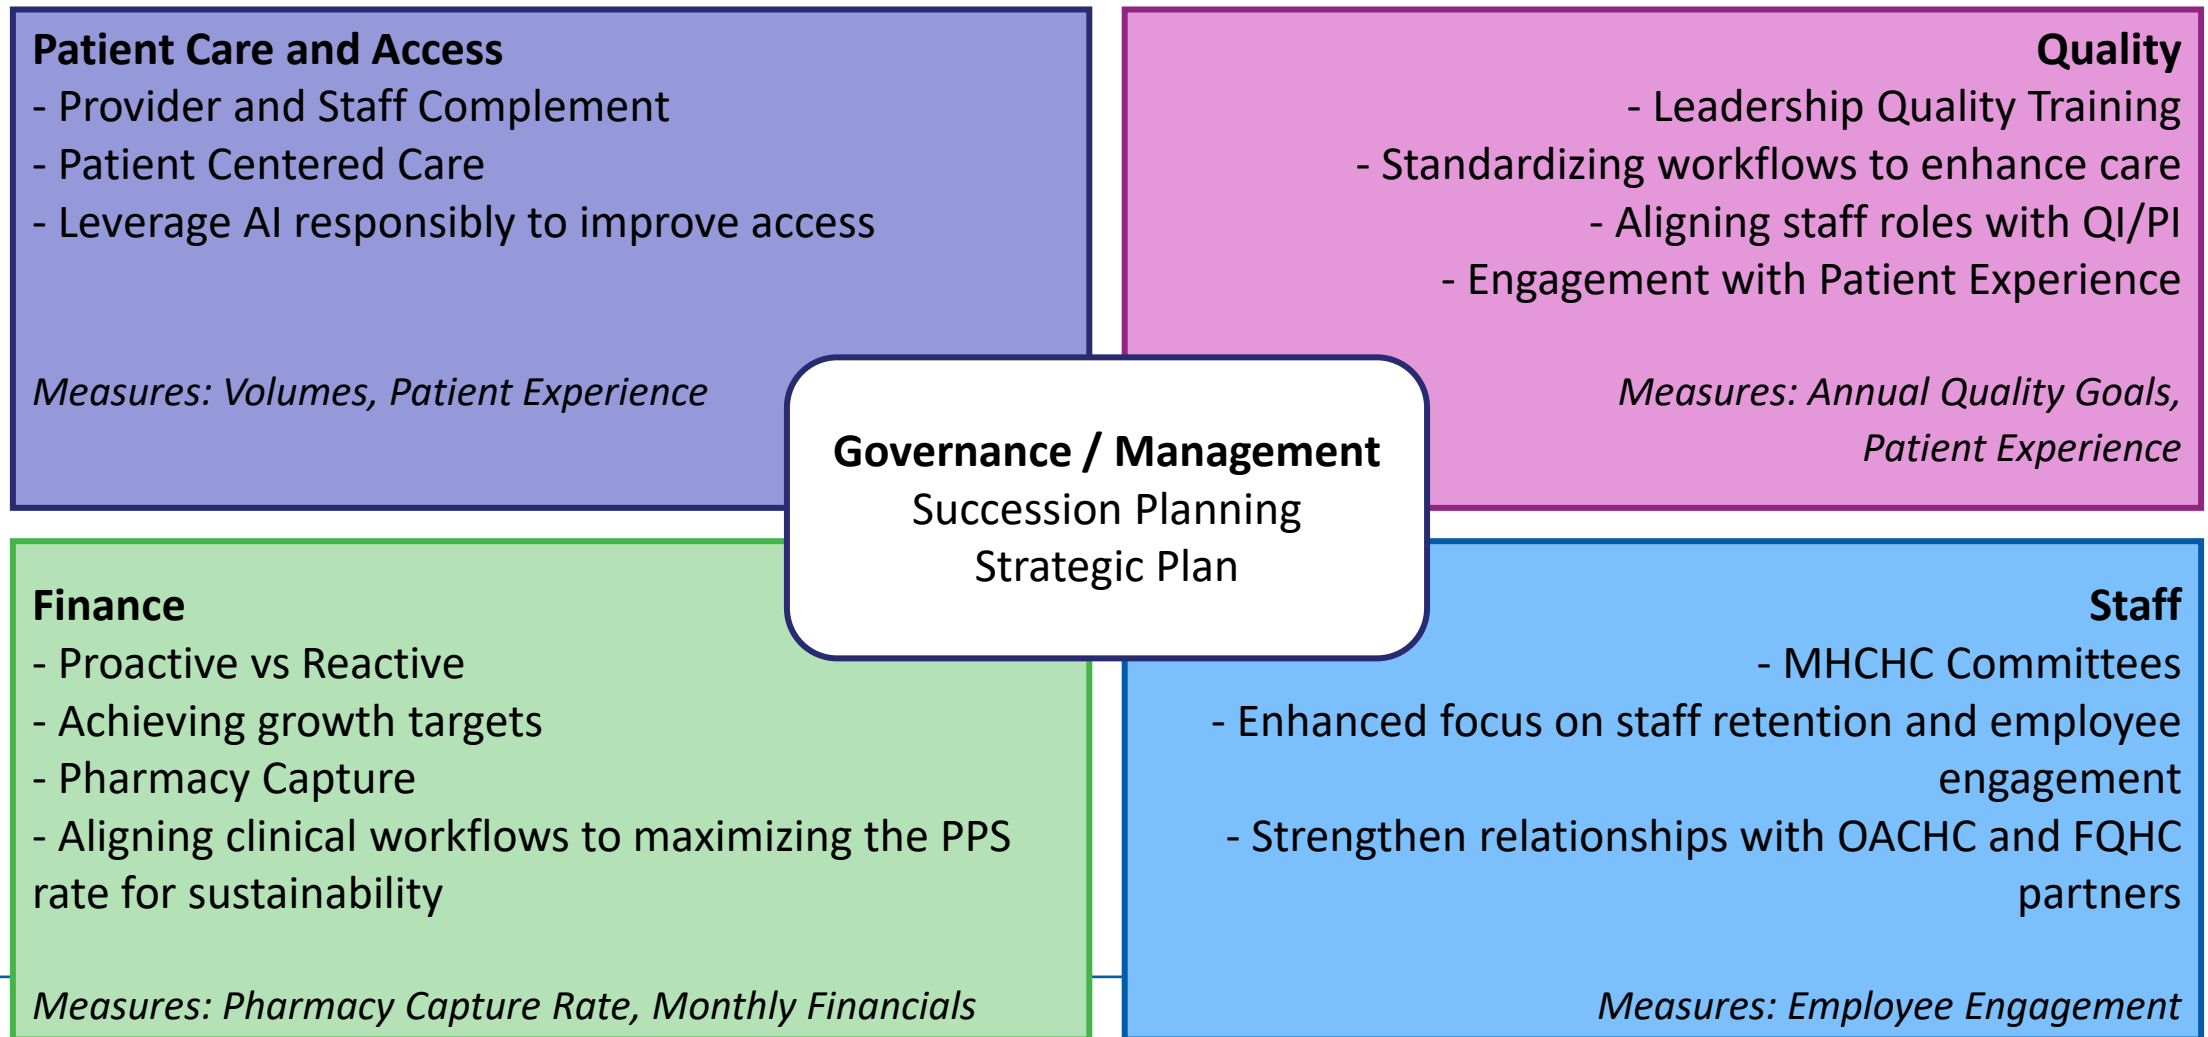 Patient Care and Access
- Provider and Staff Complement
- Patient Centered Care
- Leverage AI responsibly to improve access
Measures: Volumes, Patient Experience
Quality
- Leadership Quality Training
- Standardizing workflows to enhance care
- Aligning staff roles with QI/PI
- Engagement with Patient Experience
Measures: Annual Quality Goals,
Patient Experience
Governance / Management
Succession Planning
Strategic Plan
Finance
- Proactive vs Reactive
- Achieving growth targets
- Pharmacy Capture
- Aligning clinical workflows to maximizing the PPS
rate for sustainability
Measures: Pharmacy Capture Rate, Monthly Financials
Staff
- MHCHC Committees
- Enhanced focus on staff retention and employee
engagement
- Strengthen relationships with OACHC and FQHC
partners
Measures: Employee Engagement